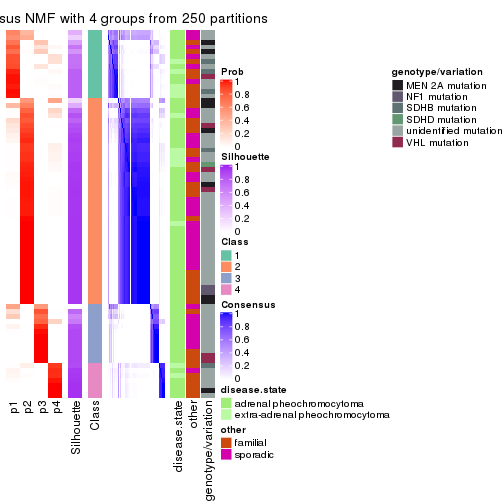 sus NMF with 4 groups from 250 partitions
Prob
1
0.8
0.6
0.4
0.2
0
Silhouette
1
0.8
0.6
0.4
0.2
0
Class
1
2
3
4
Consensus
1
0.8
0.6
0.4
0.2
0
disease.state
adrenal pheochromocytoma
extra-adrenal pheochromocytoma
other
familial
sporadic
genotype/variation
MEN 2A mutation
NF1 mutation
SDHB mutation
SDHD mutation
unidentified mutation
VHL mutation
p1
p2
p3
p4
Silhouette
Class
disease.state
other
genotype/variation